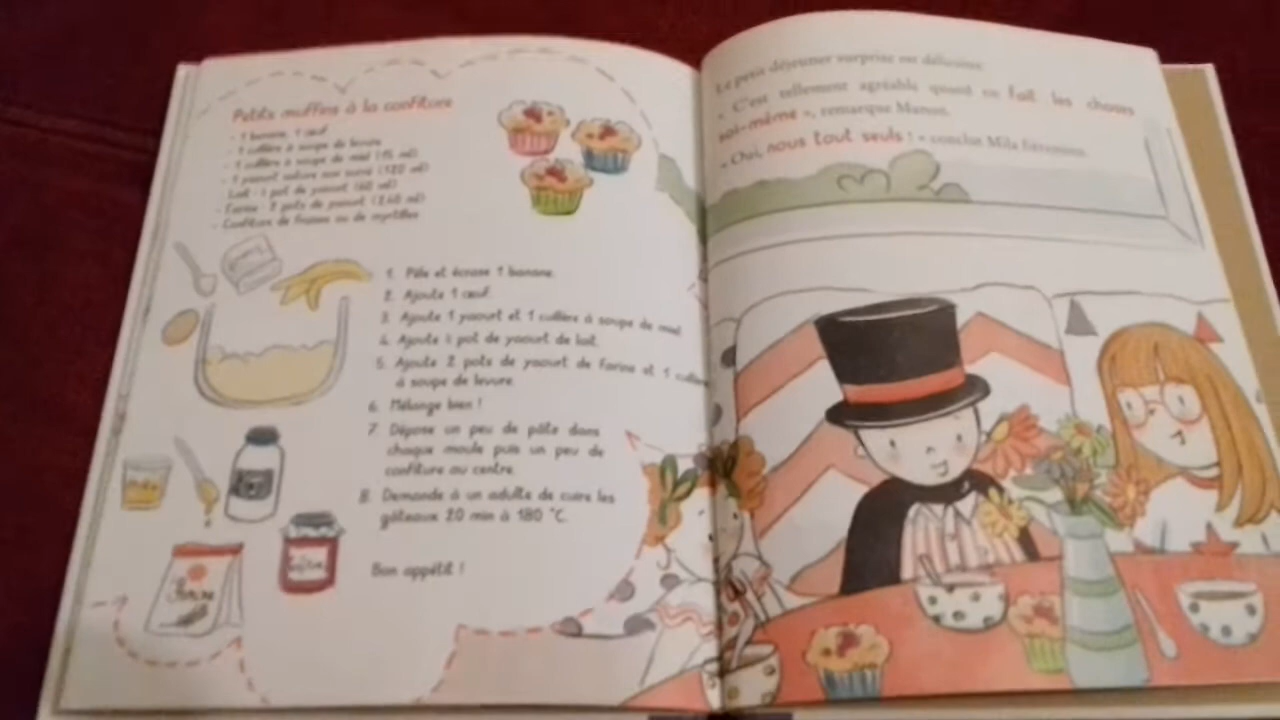 Petits muffins à la confiture
- 1 banane, 1 œuf
- 1 cuillère à soupe de levure
- 1 cuillère à soupe de miel (15 ml)
- 1 yaourt nature non sucré (120 ml)
Lait : 1 pot de yaourt (60 ml)
- Farine : 2 pots de yaourt (240 ml)
- Confiture de fraises ou de myrtilles
1. Pèle et écrase 1 banane.
2. Ajoute 1 œuf.
3. Ajoute 1 yaourt et 1 cuillère à soupe de miel.
4. Ajoute 1 pot de yaourt de lait.
5. Ajoute 2 pots de yaourt de farine et 1
à soupe de levure.
6. Mélange bien !
7. Dépose un peu de pâte dans
chaque moule puis un peu de
confiture au centre.
8. Demande à un adulte de cuire les
gâteaux 20 min à 180 °C.
Bon appétit !
Farine
Le petit déjeuner surprise est délicieux.
« C'est tellement agréable quand on fait les choses
soi-même », remarque Manon.
« Oui, nous tout seuls ! » conclut Mila